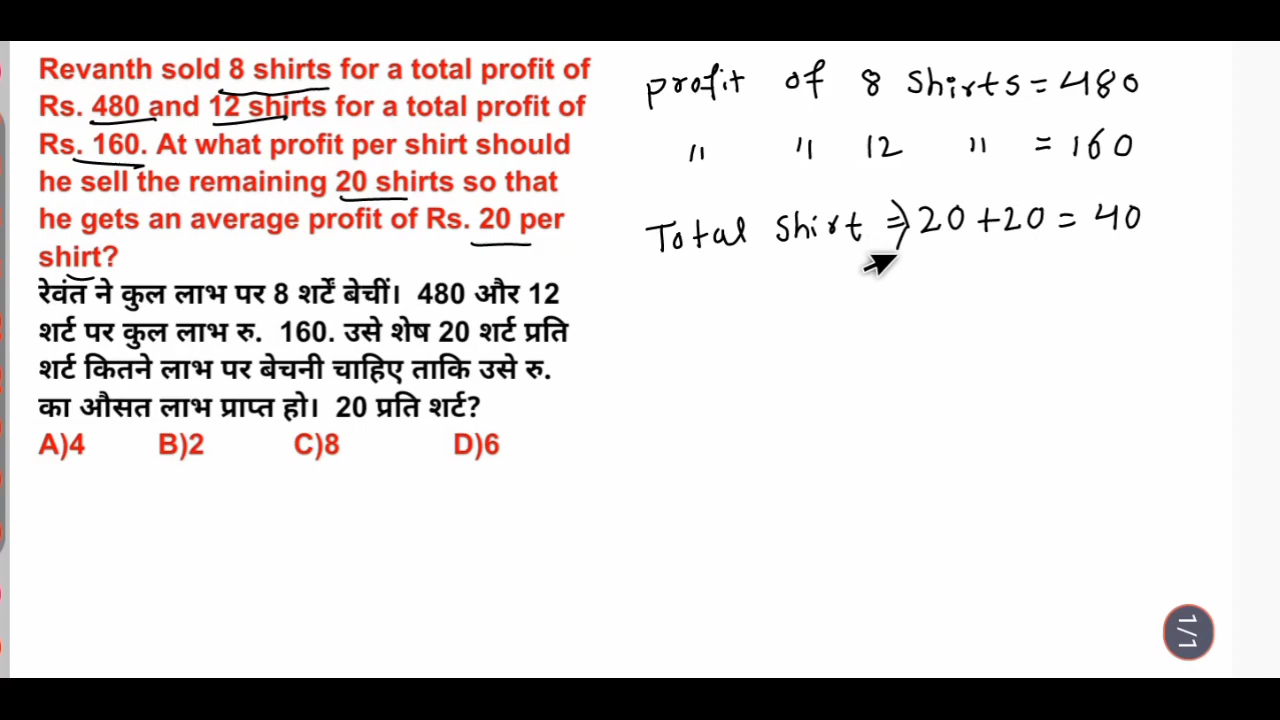 Revanth sold 8 shirts for a total profit of
Rs. 480 and 12 shirts for a total profit of
Rs. 160. At what profit per shirt should
he sell the remaining 20 shirts so that
he gets an average profit of Rs. 20 per
shirt?
रेवंत ने कुल लाभ पर 8 शर्टें बेचीं। 480 और 12
शर्ट पर कुल लाभ रु. 160. उसे शेष 20 शर्ट प्रति
शर्ट कितने लाभ पर बेचनी चाहिए ताकि उसे रु.
का औसत लाभ प्राप्त हो। 20 प्रति शर्ट?
A)4 B)2 C)8 D)6
profit of 8 Shirts = 480
" " 12 " = 160
Total Shirt ⇒ 20 + 20 = 40
1/1